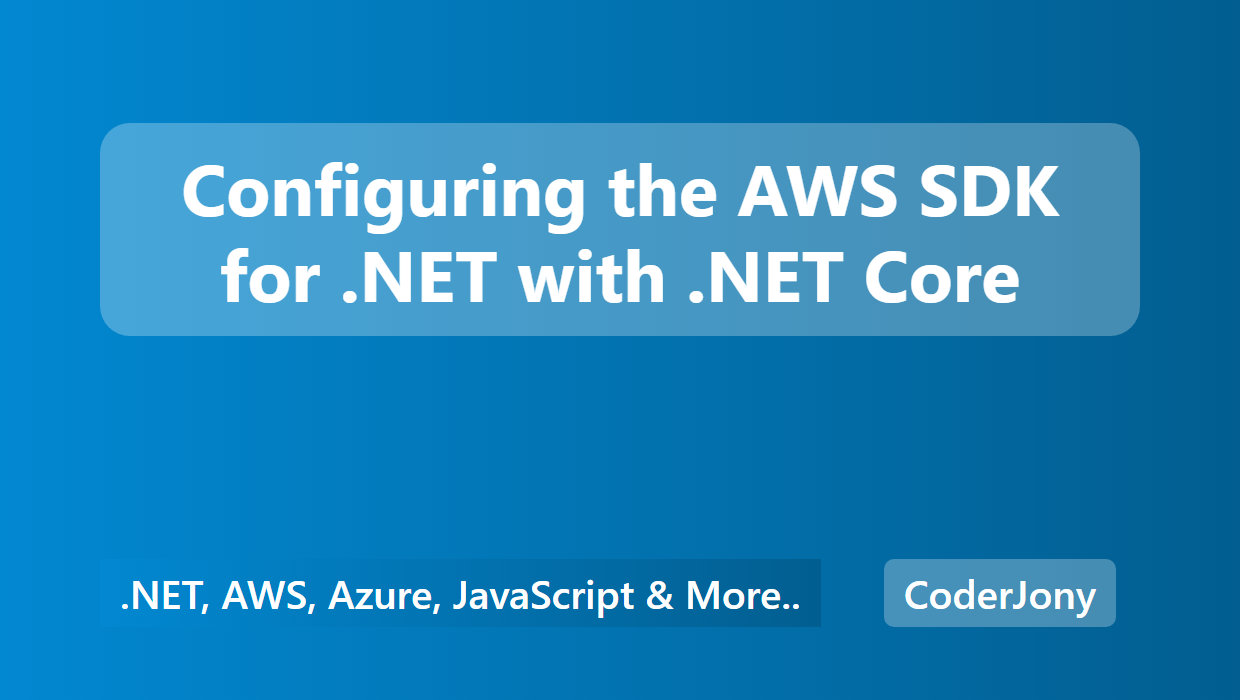 Configuring the AWS SDK
for .NET with .NET Core
.NET, AWS, Azure, JavaScript & More..
CoderJony